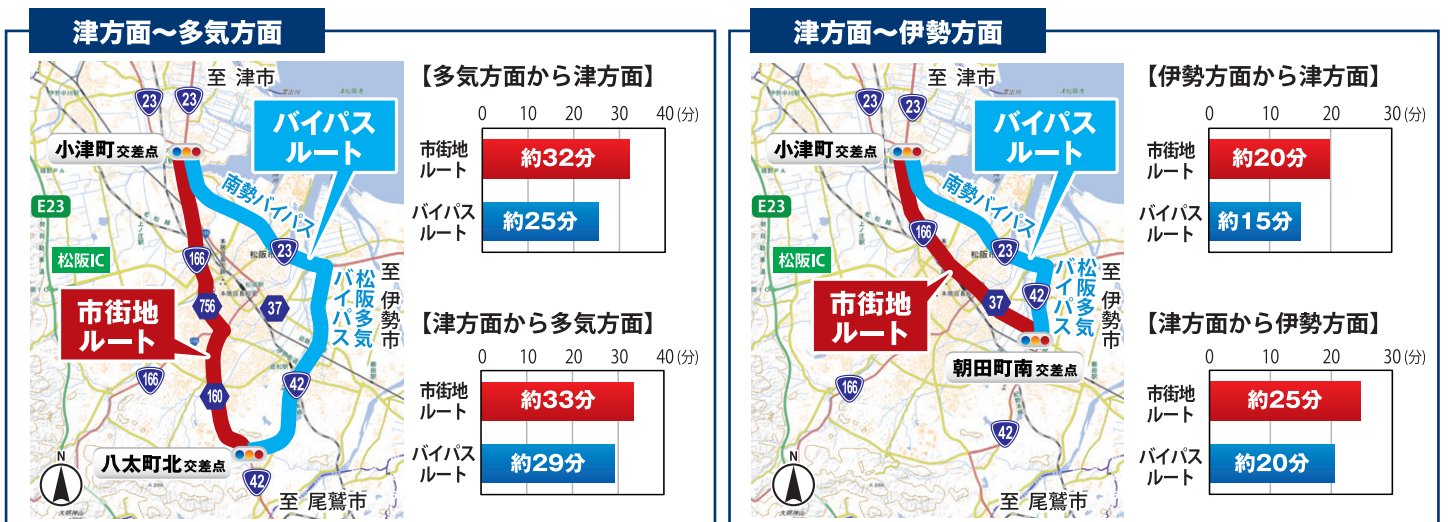 津方面～多気方面
至 津市
23
23
バイパス
ルート
小津町交差点
南勢バイパス
E23
166
23
松阪IC
松阪市
756
37
松阪多気
バイパス
至 伊勢市
市街地
ルート
166
160
42
八太町北交差点
42
N
至 尾鷲市
【多気方面から津方面】
0 10 20 30 40(分)
市街地
ルート
約32分
バイパス
ルート
約25分
【津方面から多気方面】
0 10 20 30 40(分)
市街地
ルート
約33分
バイパス
ルート
約29分
津方面～伊勢方面
至 津市
23
23
バイパス
ルート
小津町交差点
南勢バイパス
E23
166
23
松阪IC
松阪市
37
42
松阪多気
バイパス
至 伊勢市
市街地
ルート
朝田町南交差点
166
42
N
至 尾鷲市
【伊勢方面から津方面】
0 10 20 30(分)
市街地
ルート
約20分
バイパス
ルート
約15分
【津方面から伊勢方面】
0 10 20 30(分)
市街地
ルート
約25分
バイパス
ルート
約20分